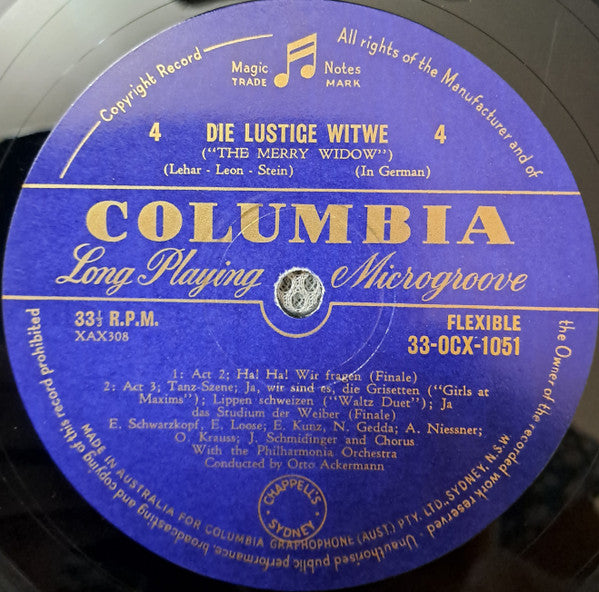 Copyright Record
All rights of the Manufacturer and of
the Owner of the recorded work reserved
Unauthorised public performance, broadcasting and copying of this record prohibited
Magic Notes
TRADE MARK
4 DIE LUSTIGE WITWE 4
("THE MERRY WIDOW")
(Lehar - Leon - Stein) (In German)
COLUMBIA
Long Playing Microgroove
33⅓ R.P.M. FLEXIBLE
XAX308 33-OCX-1051
1: Act 2; Ha! Ha! Wir fragen (Finale)
2: Act 3; Tanz-Szene; Ja, wir sind es, die Grisetten ("Girls at
Maxims"); Lippen schweizen ("Waltz Duet"); Ja
das Studium der Weiber (Finale)
E. Schwarzkopf, E. Loose; E. Kunz, N. Gedda; A. Niessner;
O. Krauss; J. Schmidinger and Chorus
With the Philharmonia Orchestra
Conducted by Otto Ackermann
CHAPPELL'S
SYDNEY
MADE IN AUSTRALIA FOR COLUMBIA GRAPHOPHONE (AUST.) PTY. LTD., SYDNEY, N.S.W.